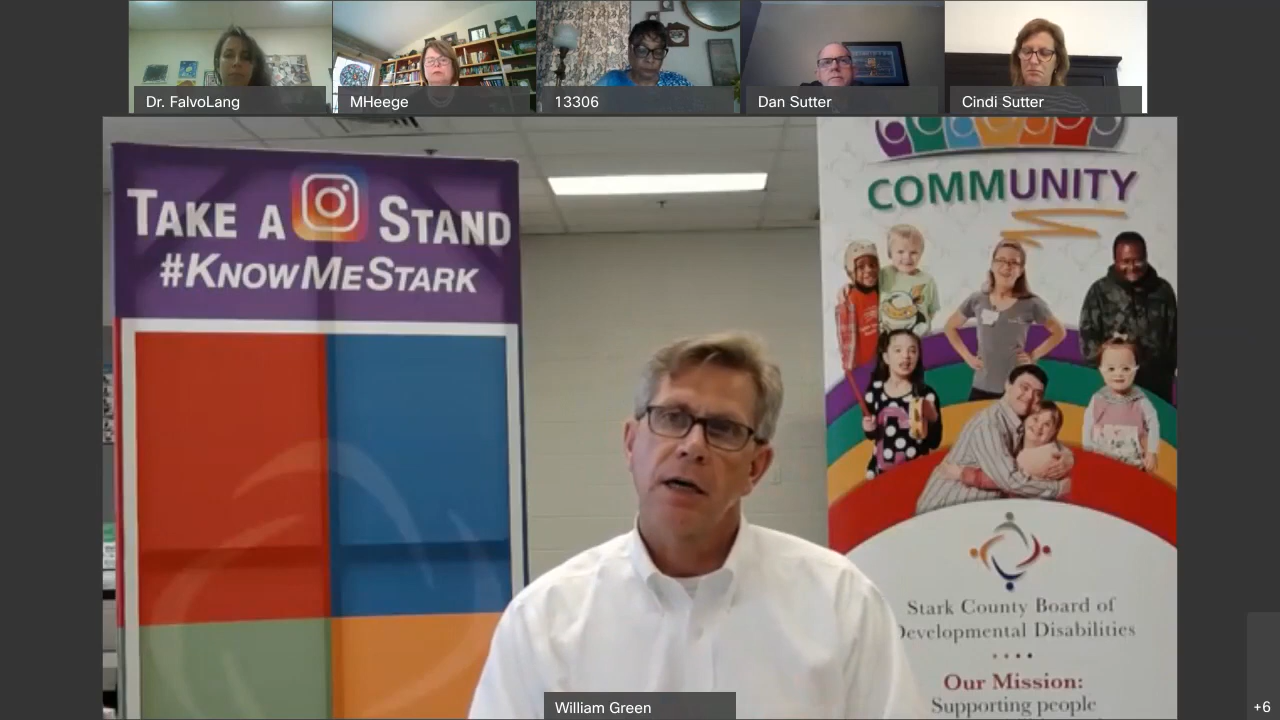 Dr. FalvoLang
MHeege
13306
Dan Sutter
Cindi Sutter
TAKE A STAND
#KNOWMESTARK
COMMUNITY
Stark County Board of
Developmental Disabilities
Our Mission:
Supporting people
William Green
+6